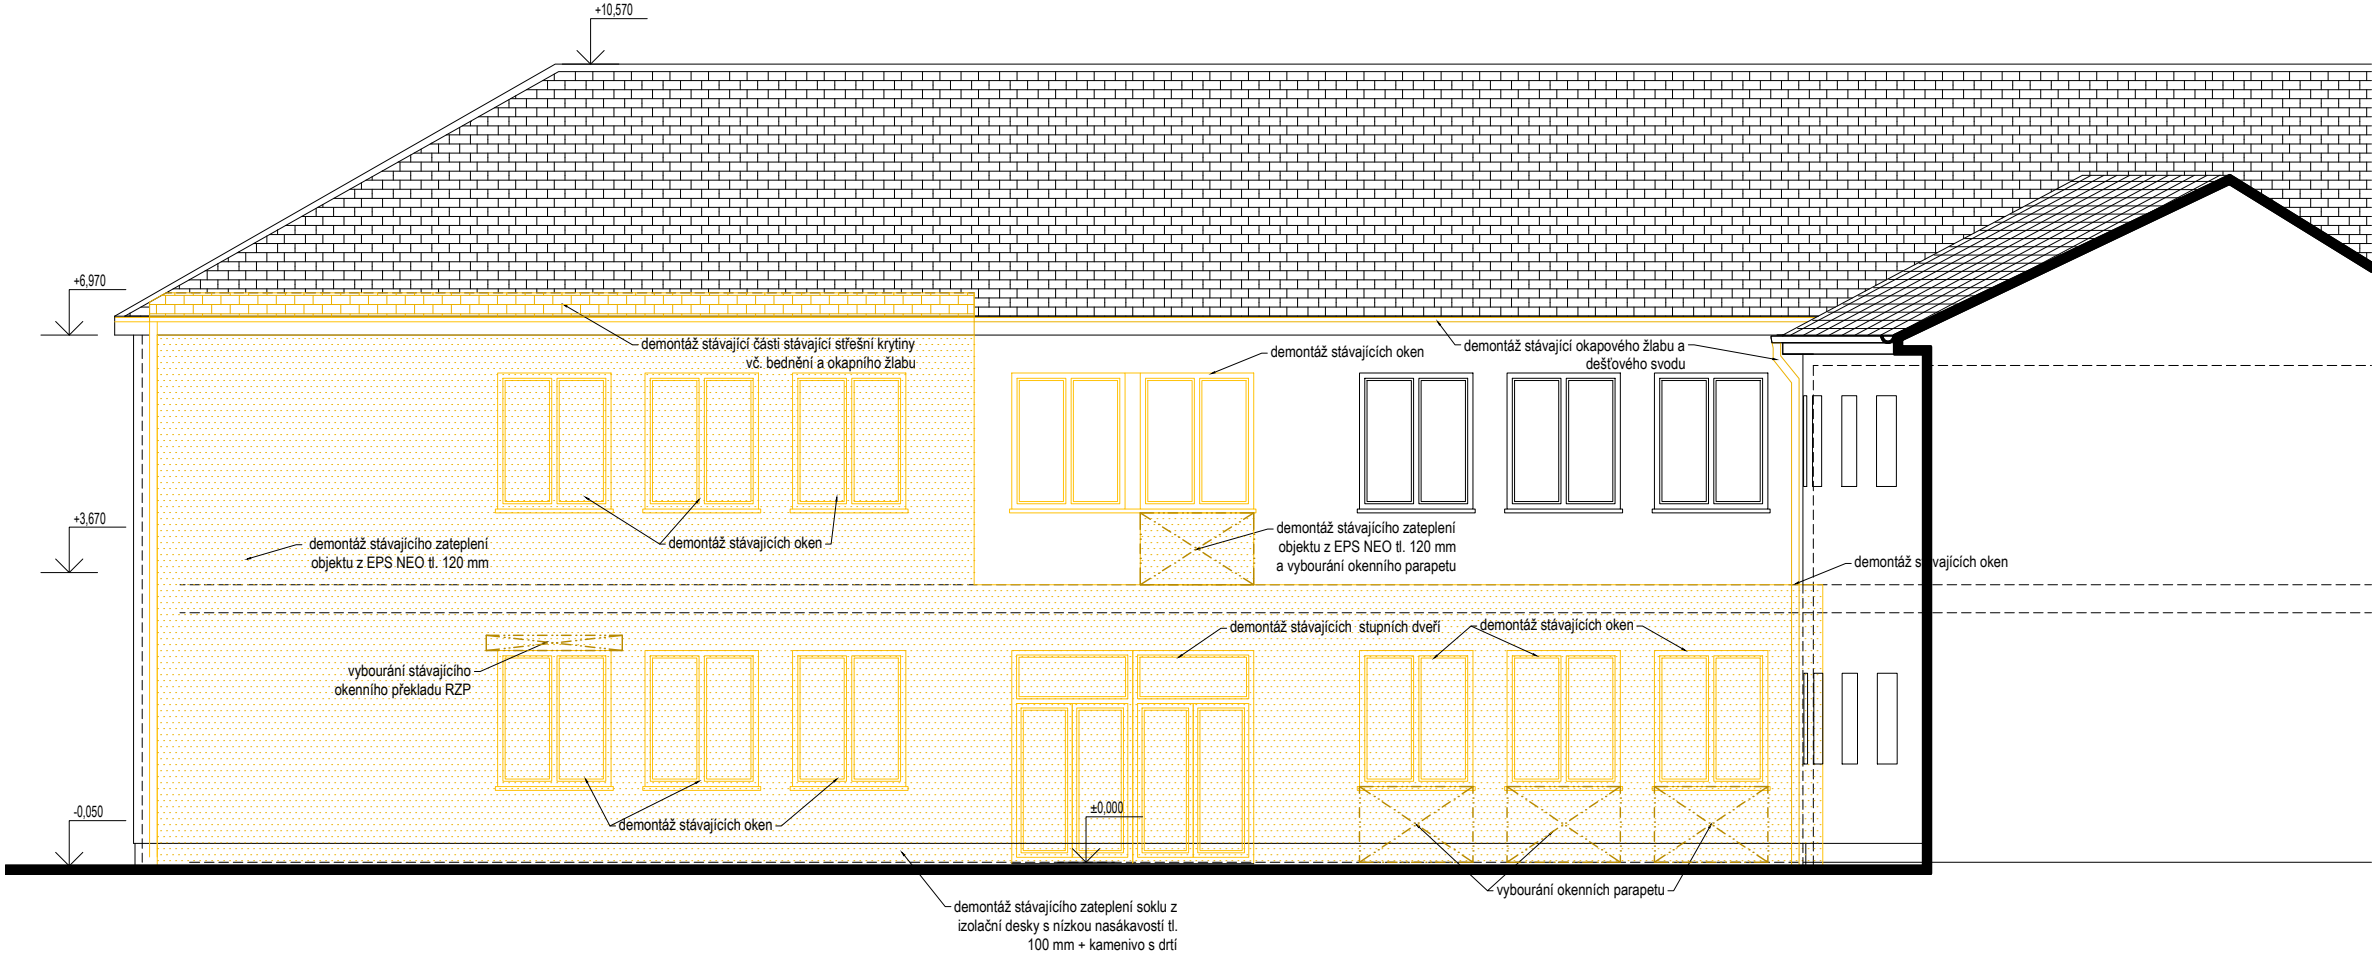 +10,570
+6,970
demontáž stávající části stávající střešní krytiny
vč. bednění a okapního žlabu
demontáž stávajících oken
demontáž stávající okapového žlabu a
dešťového svodu
+3,670
demontáž stávajícího zateplení
objektu z EPS NEO tl. 120 mm
demontáž stávajících oken
demontáž stávajícího zateplení
objektu z EPS NEO tl. 120 mm
a vybourání okenního parapetu
demontáž stávajících oken
demontáž stávajících stupních dveří
demontáž stávajících oken
vybourání stávajícího
okenního překladu RZP
-0,050
demontáž stávajících oken
±0,000
vybourání okenních parapetu
demontáž stávajícího zateplení soklu z
izolační desky s nízkou nasákavostí tl.
100 mm + kamenivo s drtí